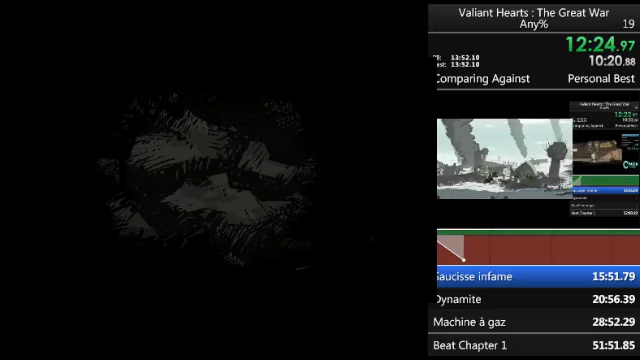 Valiant Hearts : The Great War
Any% 19
12:24.97
10:20.88
13:52.10
13:52.10
Comparing Against Personal Best
Saucisse infame 15:51.79
Dynamite 20:56.39
Machine à gaz 28:52.29
Beat Chapter 1 51:51.85